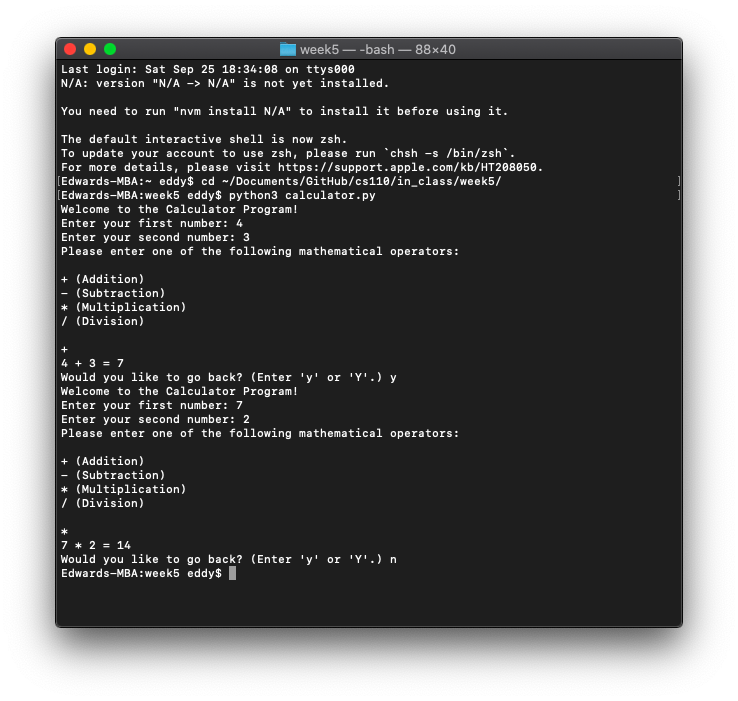 week5 — -bash — 88×40
Last login: Sat Sep 25 18:34:08 on ttys000
N/A: version "N/A -> N/A" is not yet installed.

You need to run "nvm install N/A" to install it before using it.

The default interactive shell is now zsh.
To update your account to use zsh, please run `chsh -s /bin/zsh`.
For more details, please visit https://support.apple.com/kb/HT208050.
[Edwards-MBA:~ eddy$ cd ~/Documents/GitHub/cs110/in_class/week5/ ]
[Edwards-MBA:week5 eddy$ python3 calculator.py ]
Welcome to the Calculator Program!
Enter your first number: 4
Enter your second number: 3
Please enter one of the following mathematical operators:

+ (Addition)
- (Subtraction)
* (Multiplication)
/ (Division)

+
4 + 3 = 7
Would you like to go back? (Enter 'y' or 'Y'.) y
Welcome to the Calculator Program!
Enter your first number: 7
Enter your second number: 2
Please enter one of the following mathematical operators:

+ (Addition)
- (Subtraction)
* (Multiplication)
/ (Division)

*
7 * 2 = 14
Would you like to go back? (Enter 'y' or 'Y'.) n
Edwards-MBA:week5 eddy$